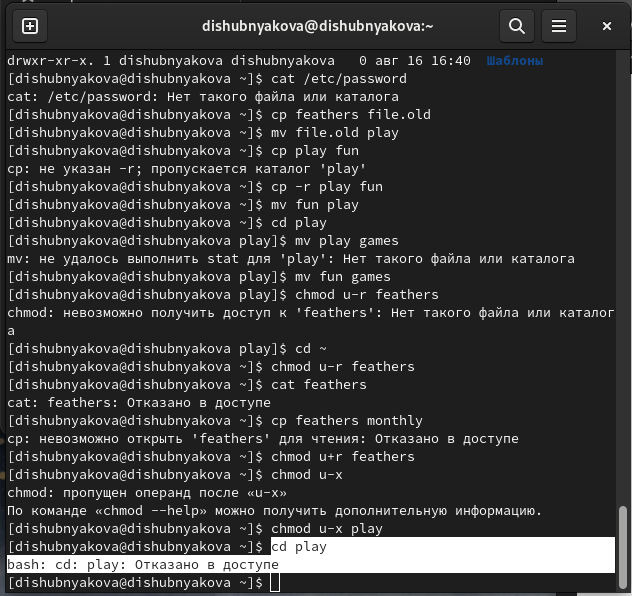 dishubnyakova@dishubnyakova:~
drwxr-xr-x. 1 dishubnyakova dishubnyakova   0 авг 16 16:40  Шаблоны
[dishubnyakova@dishubnyakova ~]$ cat /etc/password
cat: /etc/password: Нет такого файла или каталога
[dishubnyakova@dishubnyakova ~]$ cp feathers file.old
[dishubnyakova@dishubnyakova ~]$ mv file.old play
[dishubnyakova@dishubnyakova ~]$ cp play fun
cp: не указан -r; пропускается каталог 'play'
[dishubnyakova@dishubnyakova ~]$ cp -r play fun
[dishubnyakova@dishubnyakova ~]$ mv fun play
[dishubnyakova@dishubnyakova ~]$ cd play
[dishubnyakova@dishubnyakova play]$ mv play games
mv: не удалось выполнить stat для 'play': Нет такого файла или каталога
[dishubnyakova@dishubnyakova play]$ mv fun games
[dishubnyakova@dishubnyakova play]$ chmod u-r feathers
chmod: невозможно получить доступ к 'feathers': Нет такого файла или каталог
а
[dishubnyakova@dishubnyakova play]$ cd ~
[dishubnyakova@dishubnyakova ~]$ chmod u-r feathers
[dishubnyakova@dishubnyakova ~]$ cat feathers
cat: feathers: Отказано в доступе
[dishubnyakova@dishubnyakova ~]$ cp feathers monthly
cp: невозможно открыть 'feathers' для чтения: Отказано в доступе
[dishubnyakova@dishubnyakova ~]$ chmod u+r feathers
[dishubnyakova@dishubnyakova ~]$ chmod u-x
chmod: пропущен операнд после «u-x»
По команде «chmod --help» можно получить дополнительную информацию.
[dishubnyakova@dishubnyakova ~]$ chmod u-x play
[dishubnyakova@dishubnyakova ~]$ cd play
bash: cd: play: Отказано в доступе
[dishubnyakova@dishubnyakova ~]$